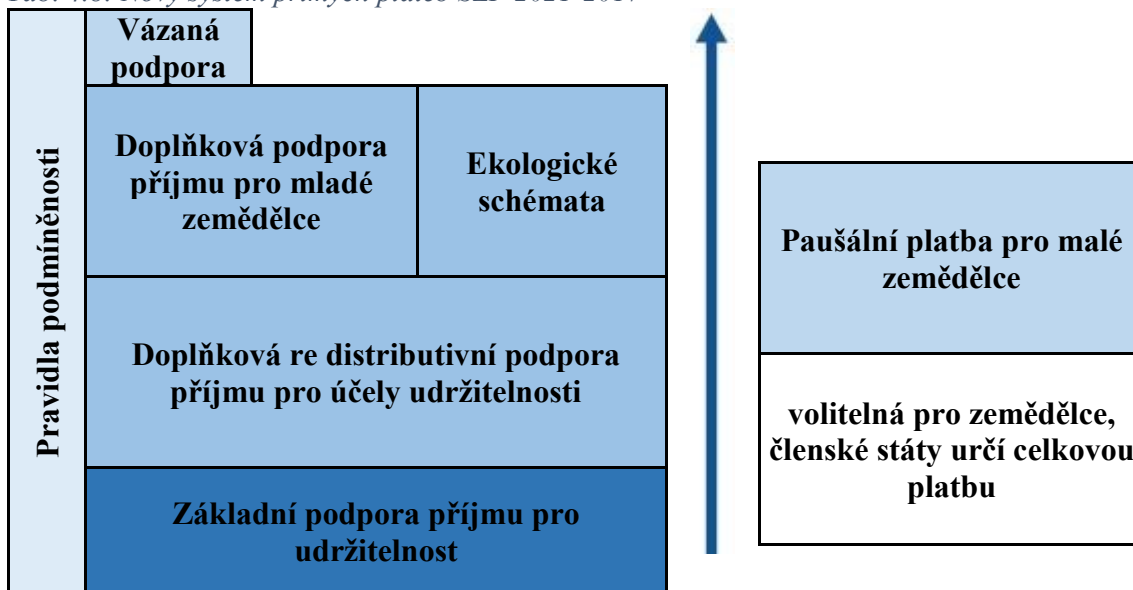 Vázaná
podpora
Doplňková podpora
příjmu pro mladé
zemědělce
Ekologické
schémata
Pravidla podmíněnosti
Doplňková re distributivní podpora
příjmu pro účely udržitelnosti
Základní podpora příjmu pro
udržitelnost
Paušální platba pro malé
zemědělce
volitelná pro zemědělce,
členské státy určí celkovou
platbu